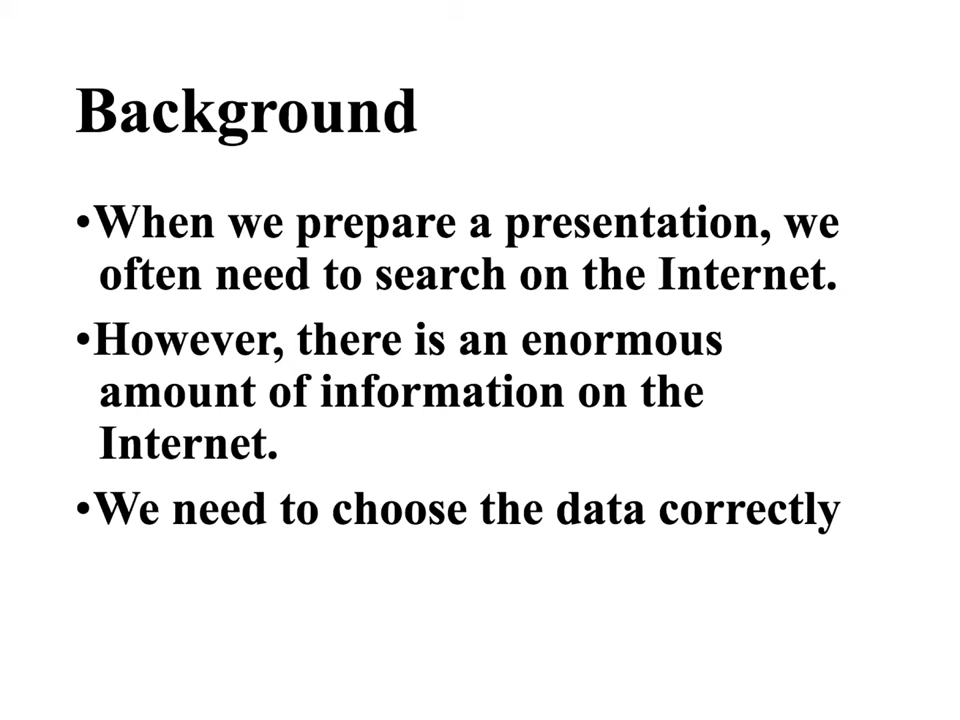 Background
•When we prepare a presentation, we
often need to search on the Internet.
•However, there is an enormous
amount of information on the
Internet.
•We need to choose the data correctly